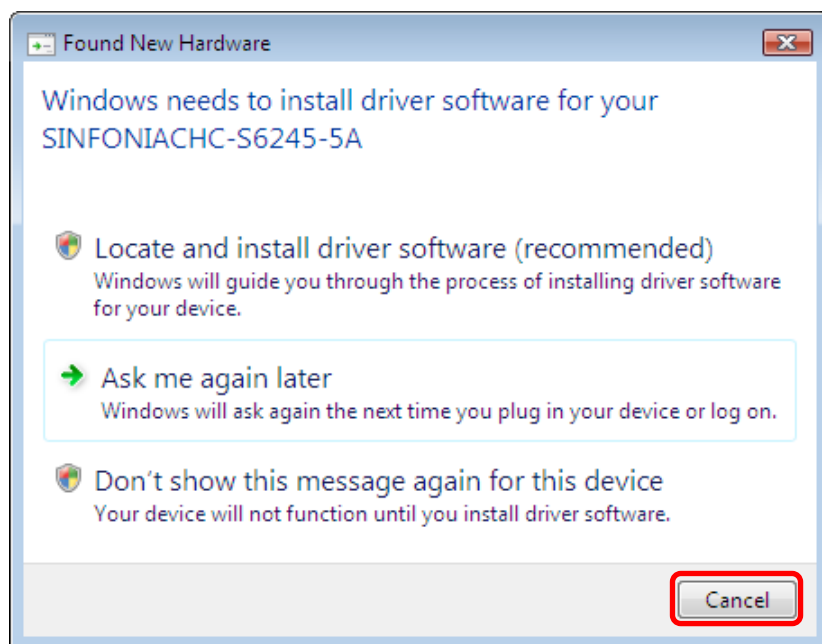 Found New Hardware
Windows needs to install driver software for your
SINFONIACHC-S6245-5A
Locate and install driver software (recommended)
Windows will guide you through the process of installing driver software
for your device.
Ask me again later
Windows will ask again the next time you plug in your device or log on.
Don't show this message again for this device
Your device will not function until you install driver software.
Cancel